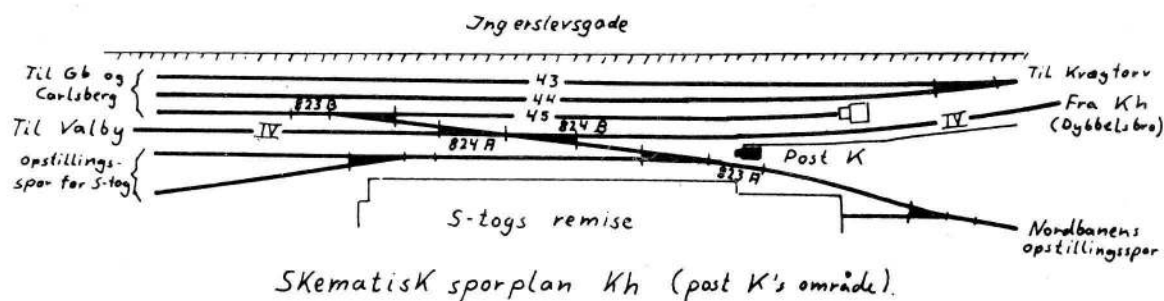 Ingerslevsgade
Til Gb og
Carlsberg
43
44
45
Til Kvægtorv
823 B
Fra Kh
(Dybbelsbro)
Til Valby
IV
824 B
IV
824 A
Opstillings-
spor for S-tog
Post K
823 A
S-togs remise
Nordbanens
opstillingsspor
Skematisk sporplan Kh (post K's område).